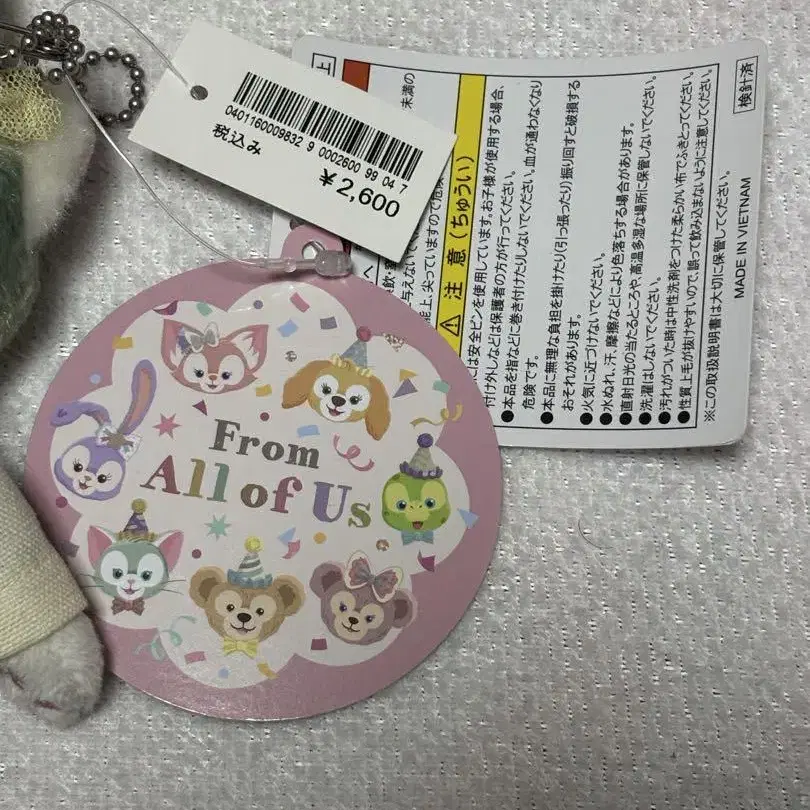 0401160009832 9 0002600 99 04 7
税込み
¥2,600
From
All of Us
未満の
⚠ 注意(ちゅうい)
には安全ピンを使用しています。お子様が使用する場合、
付け外しなどは保護者の方が行ってください。
●本品を指などに巻き付けたりしないでください。血が通わなくなり
危険です。
●本品に無理な負担を掛けたり(引っ張ったり)振り回すと破損する
おそれがあります。
●火気に近づけないでください。
●水ぬれ、汗、摩擦などにより色落ちする場合があります。
●直射日光の当たるところや、高温多湿な場所に保管しないでください。
●洗濯はしないでください。
●汚れがついた時は中性洗剤をつけた柔らかい布でふきとってください。
●性質上毛が抜けやすいので、誤って飲み込まないように注意してください。
※この取扱説明書は大切に保管してください。
MADE IN VIETNAM
検針済